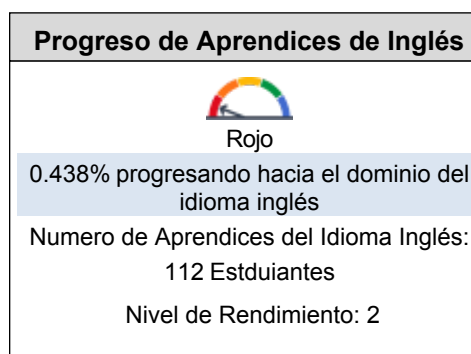 Progreso de Aprendices de Inglés
Rojo
0.438% progresando hacia el dominio del
idioma inglés
Numero de Aprendices del Idioma Inglés:
112 Estduiantes
Nivel de Rendimiento: 2